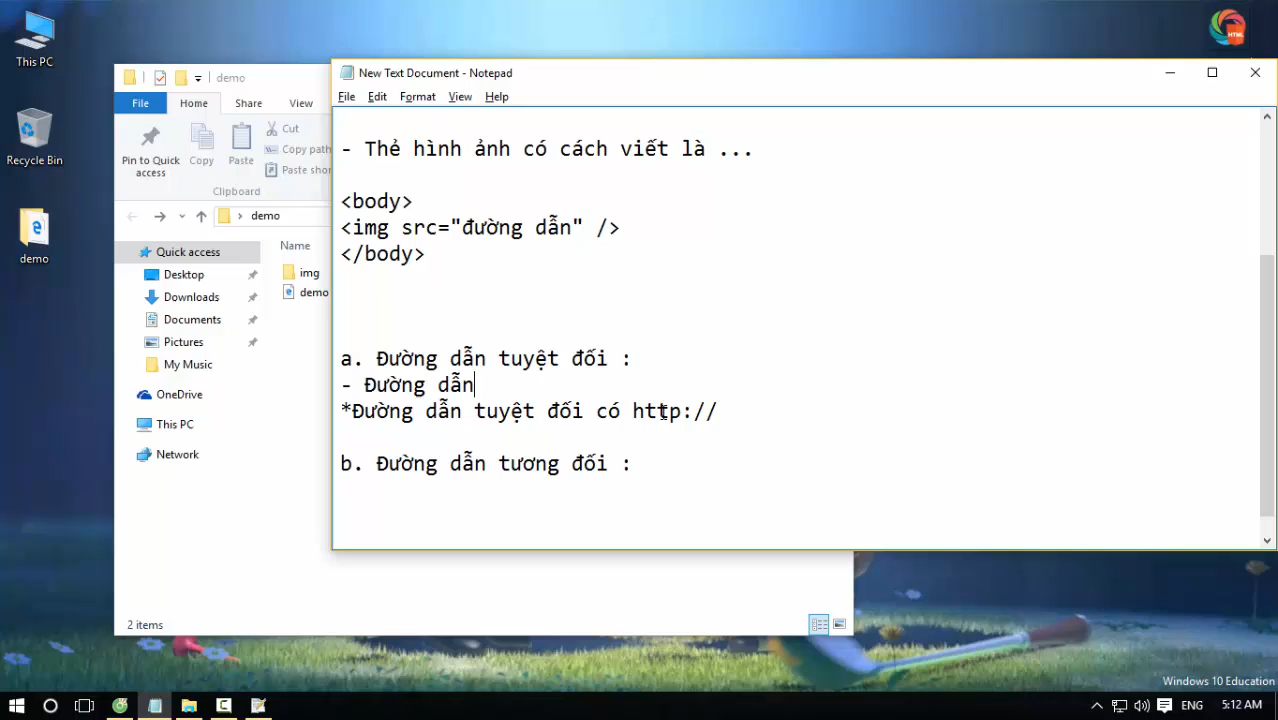 This PC
Recycle Bin
demo
HTML
demo
File
Home
Share
View
Pin to Quick access
Copy
Paste
Cut
Copy path
Paste shor
Clipboard
demo
Quick access
Desktop
Downloads
Documents
Pictures
My Music
OneDrive
This PC
Network
Name
img
demo
2 items
New Text Document - Notepad
File Edit Format View Help
- Thẻ hình ảnh có cách viết là ...
<body>
<img src="đường dẫn" />
</body>
a. Đường dẫn tuyệt đối :
- Đường dẫn
*Đường dẫn tuyệt đối có http://
b. Đường dẫn tương đối :
Windows 10 Education
ENG
5:12 AM